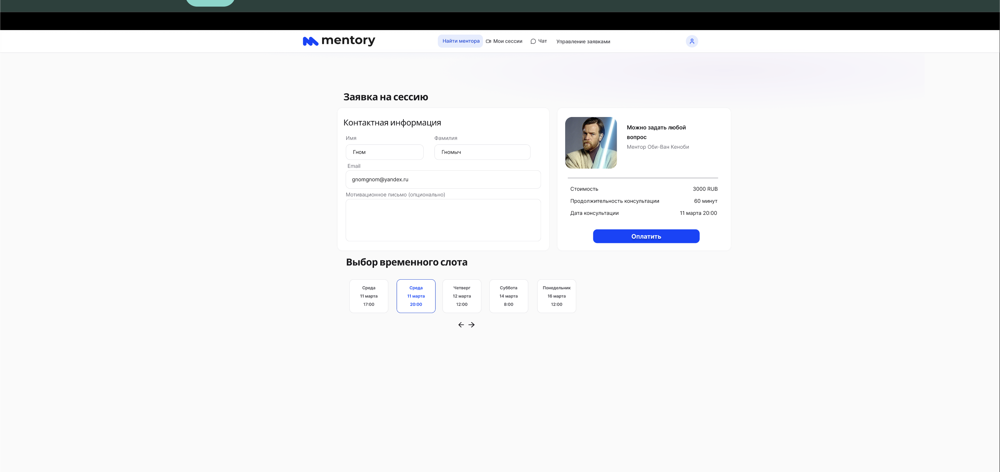 mentory
Найти ментора
Мои сессии
Чат
Управление заявками
Заявка на сессию
Контактная информация
Имя
Фамилия
Гном
Гномыч
Email
gnomgnom@yandex.ru
Мотивационное письмо (опционально)
Можно задать любой
вопрос
Ментор Оби-Ван Кеноби
Стоимость 3000 RUB
Продолжительность консультации 60 минут
Дата консультации 11 марта 20:00
Оплатить
Выбор временного слота
Среда
11 марта
17:00
Среда
11 марта
20:00
Четверг
12 марта
12:00
Суббота
14 марта
8:00
Понедельник
16 марта
12:00